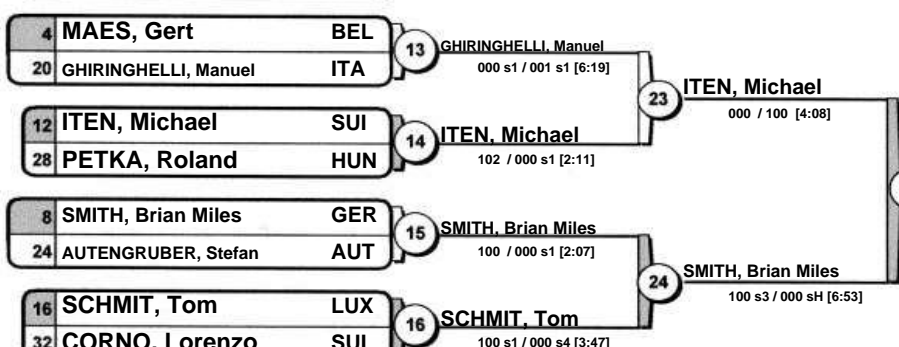 4 MAES, Gert BEL
20 GHIRINGHELLI, Manuel ITA
13
GHIRINGHELLI, Manuel
000 s1 / 001 s1 [6:19]
12 ITEN, Michael SUI
28 PETKA, Roland HUN
14
ITEN, Michael
102 / 000 s1 [2:11]
23
ITEN, Michael
000 / 100 [4:08]
8 SMITH, Brian Miles GER
24 AUTENGRUBER, Stefan AUT
15
SMITH, Brian Miles
100 / 000 s1 [2:07]
16 SCHMIT, Tom LUX
32 CORNO, Lorenzo SUI
16
SCHMIT, Tom
100 s1 / 000 s4 [3:47]
24
SMITH, Brian Miles
100 s3 / 000 sH [6:53]